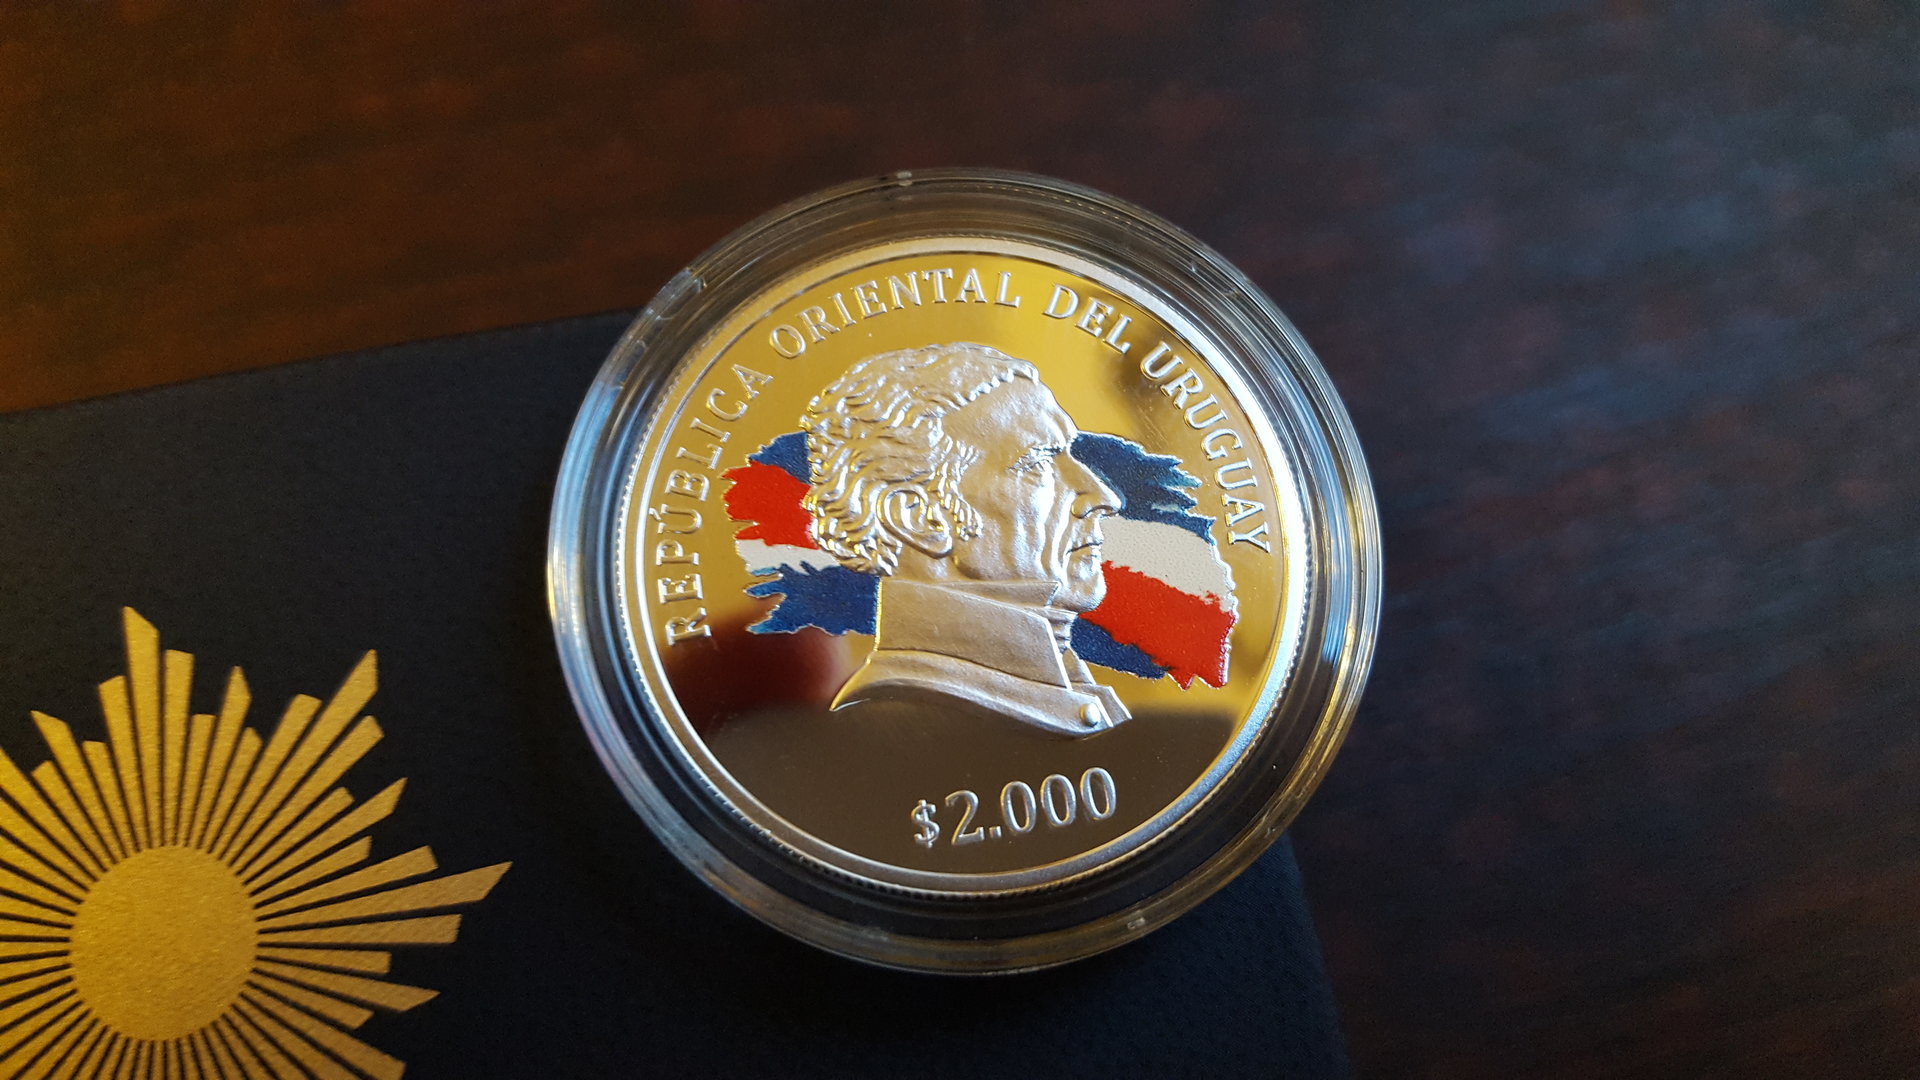 REPÚBLICA ORIENTAL DEL URUGUAY
$2.000